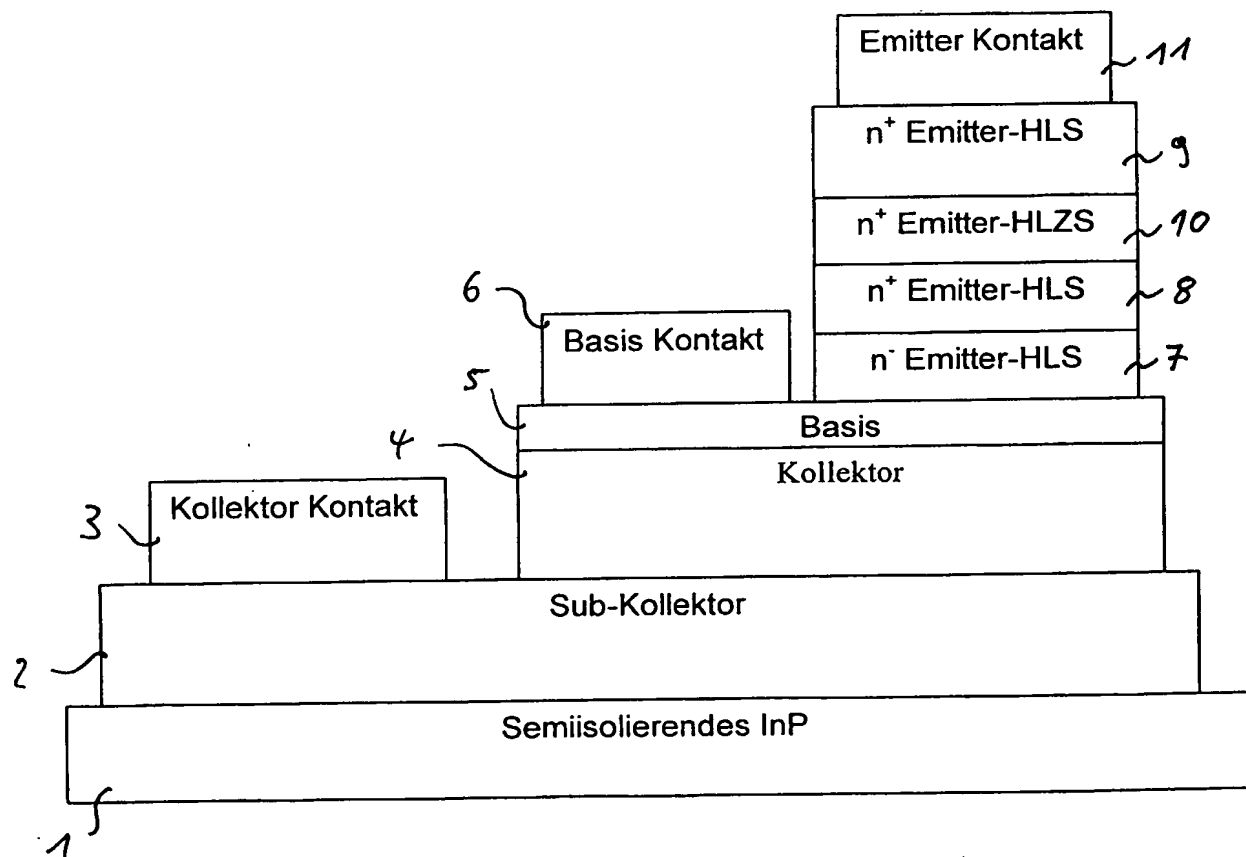 Emitter Kontakt
11
n⁺ Emitter-HLS
9
n⁺ Emitter-HLZS
10
n⁺ Emitter-HLS
8
n⁻ Emitter-HLS
7
6
Basis Kontakt
5
Basis
4
Kollektor
3
Kollektor Kontakt
Sub-Kollektor
2
Semiisolierendes InP
1